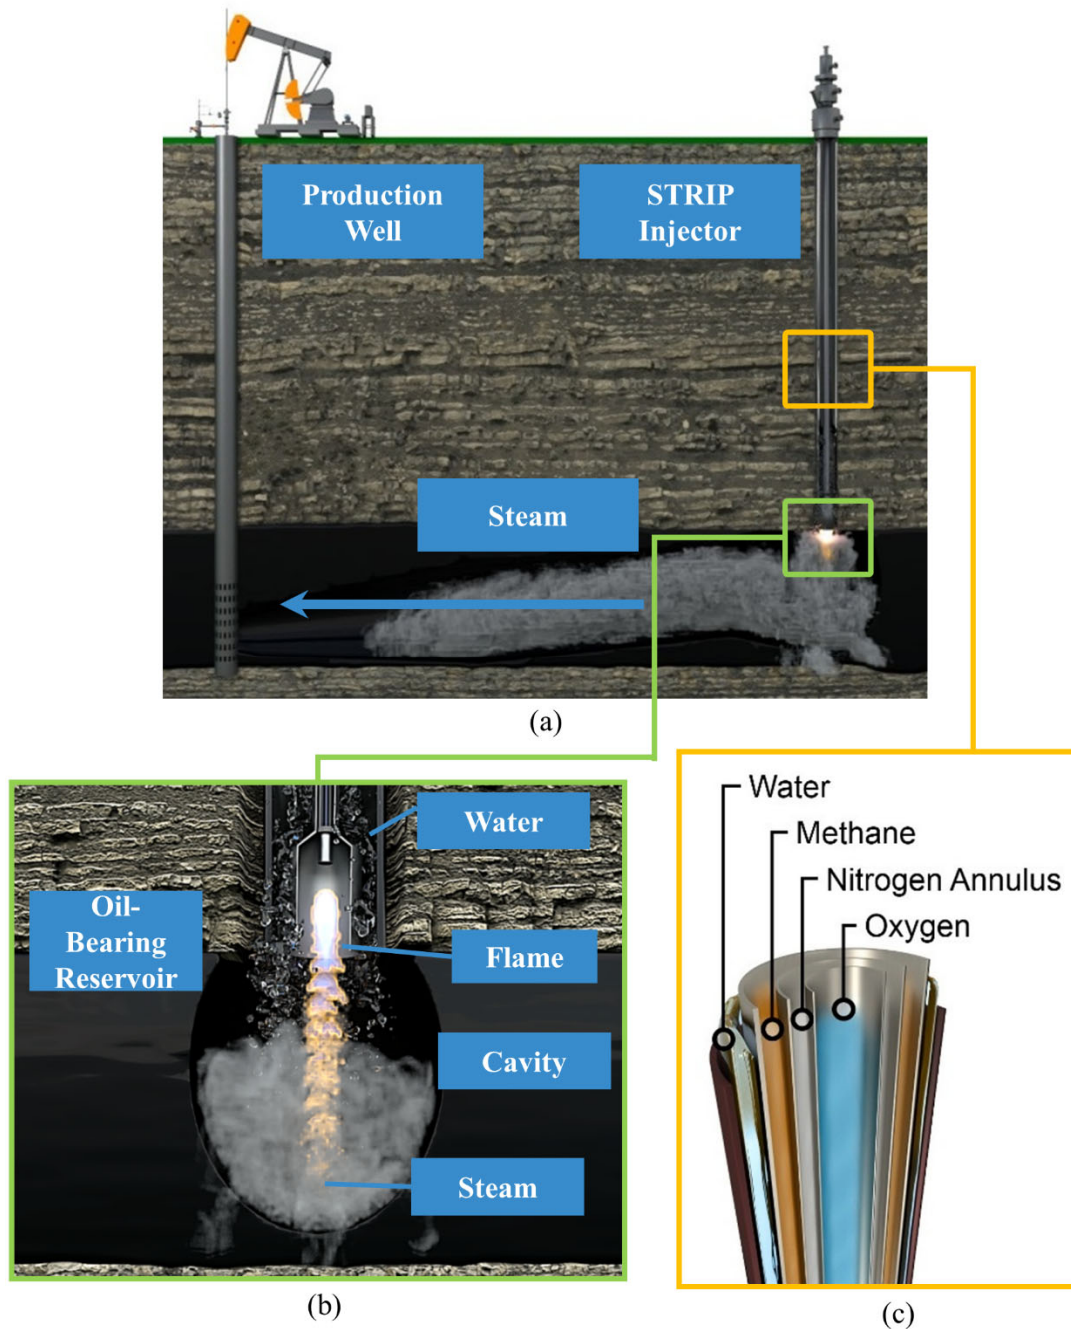 Production
Well
STRIP
Injector
Steam
(a)
Water
Oil-
Bearing
Reservoir
Flame
Cavity
Steam
(b)
Water
Methane
Nitrogen Annulus
Oxygen
(c)